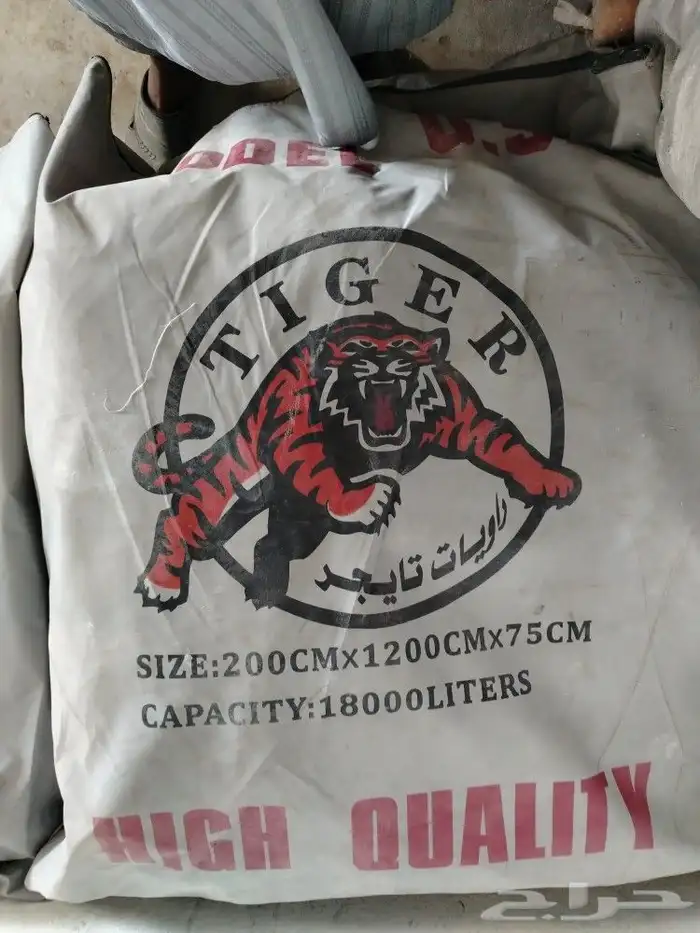 TIGER
راويات تايجر
SIZE:200CMx1200CMx75CM
CAPACITY:18000LITERS
HIGH QUALITY
حراج